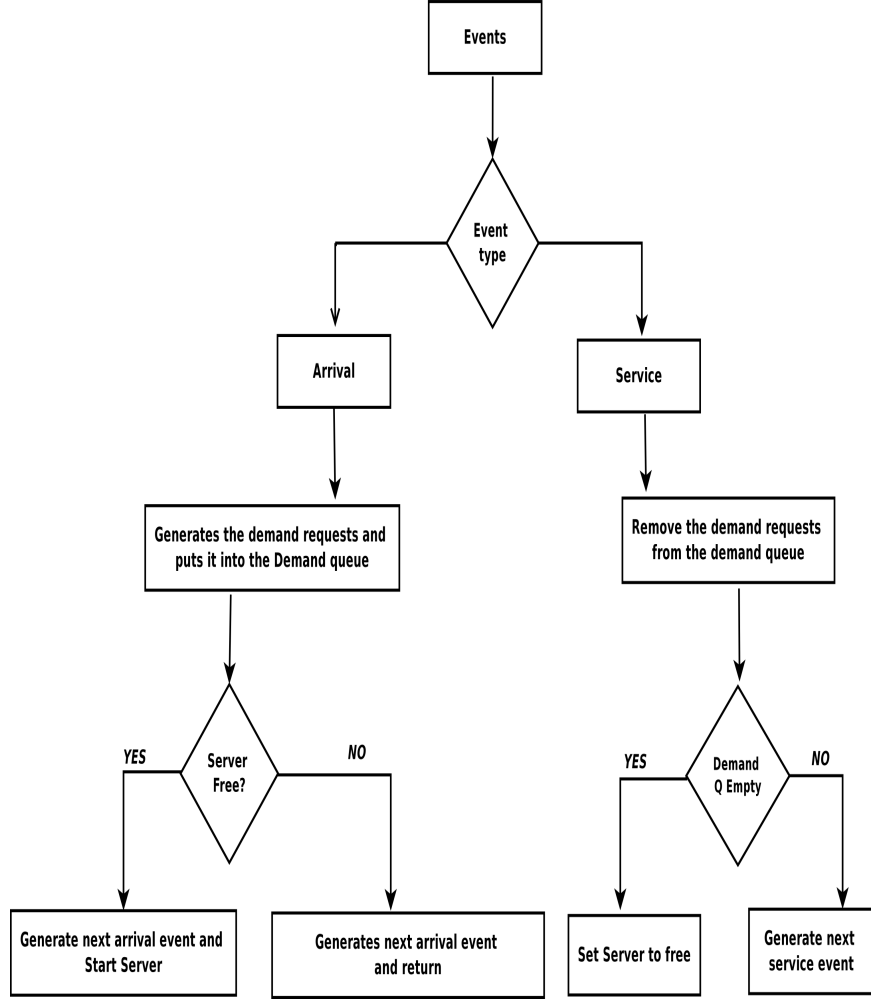 Events
Event
type
Arrival
Service
Generates the demand requests and
puts it into the Demand queue
Remove the demand requests
from the demand queue
YES
Server
Free?
NO
YES
Demand
Q Empty
NO
Generate next arrival event and
Start Server
Generates next arrival event
and return
Set Server to free
Generate next
service event